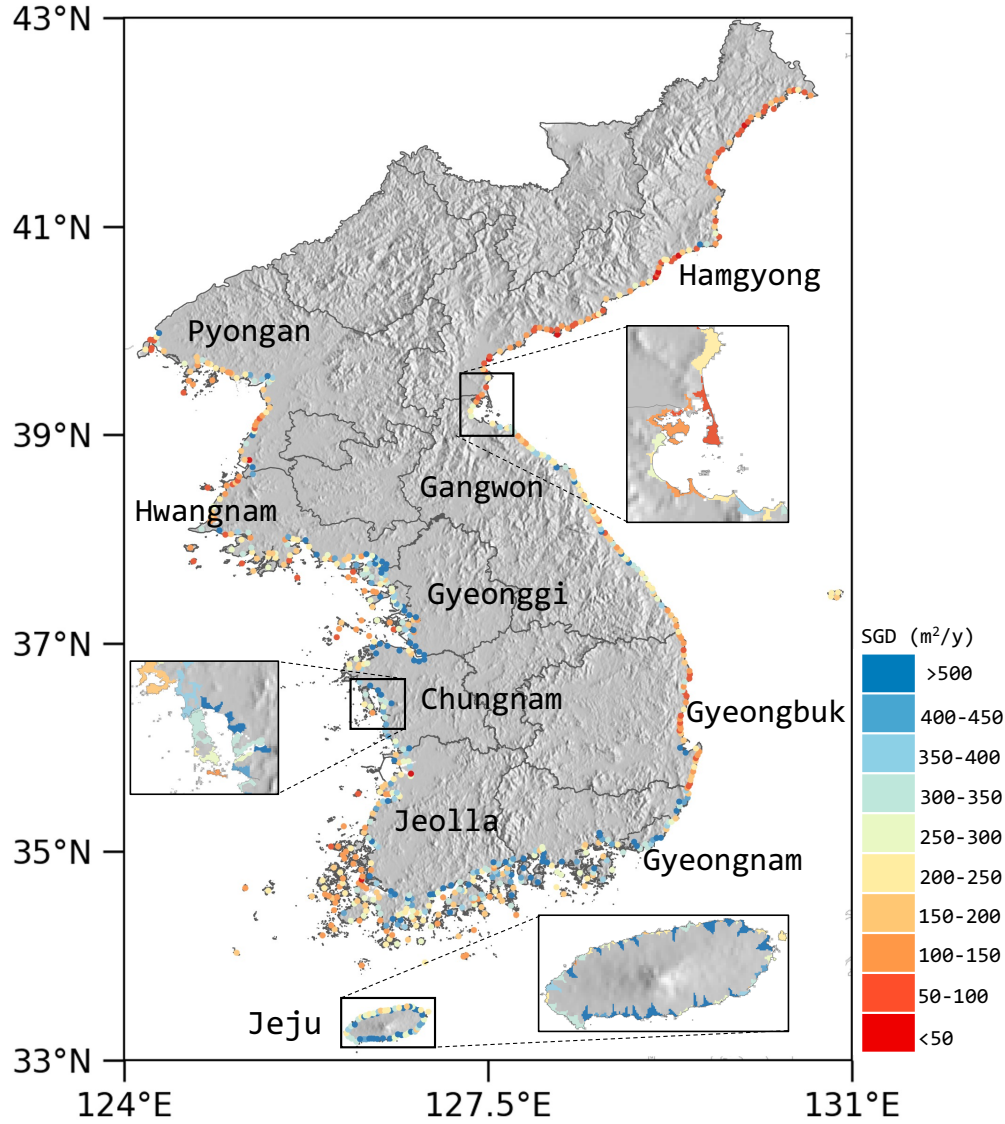 43°N
41°N
39°N
37°N
35°N
33°N
124°E
127.5°E
131°E
Hamgyong
Pyongan
Gangwon
Hwangnam
Gyeonggi
Chungnam
Gyeongbuk
Jeolla
Gyeongnam
Jeju
SGD (m²/y)
>500
400-450
350-400
300-350
250-300
200-250
150-200
100-150
50-100
<50